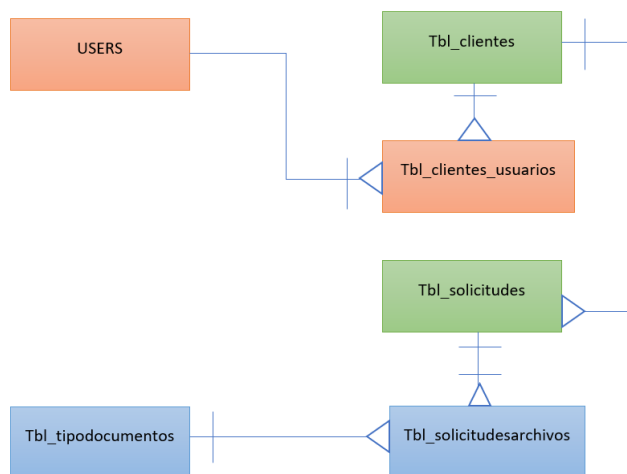 USERS
Tbl_clientes
Tbl_clientes_usuarios
Tbl_solicitudes
Tbl_tipodocumentos
Tbl_solicitudesarchivos